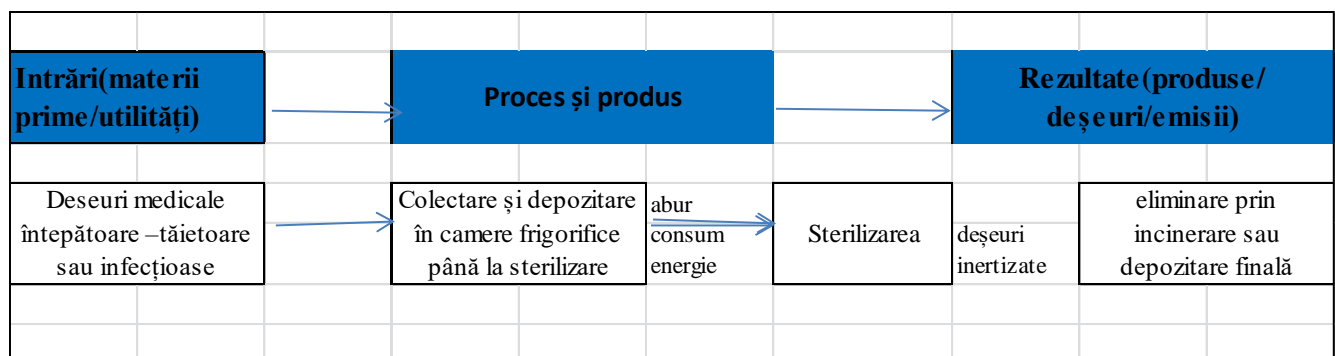 Intrări(materii
prime/utilități)
Proces și produs
Rezultate(produse/
deșeuri/emisii)
Deseuri medicale
întepătoare –tăietoare
sau infecțioase
Colectare și depozitare
în camere frigorifice
până la sterilizare
abur
consum
energie
Sterilizarea
deșeuri
inertizate
eliminare prin
incinerare sau
depozitare finală